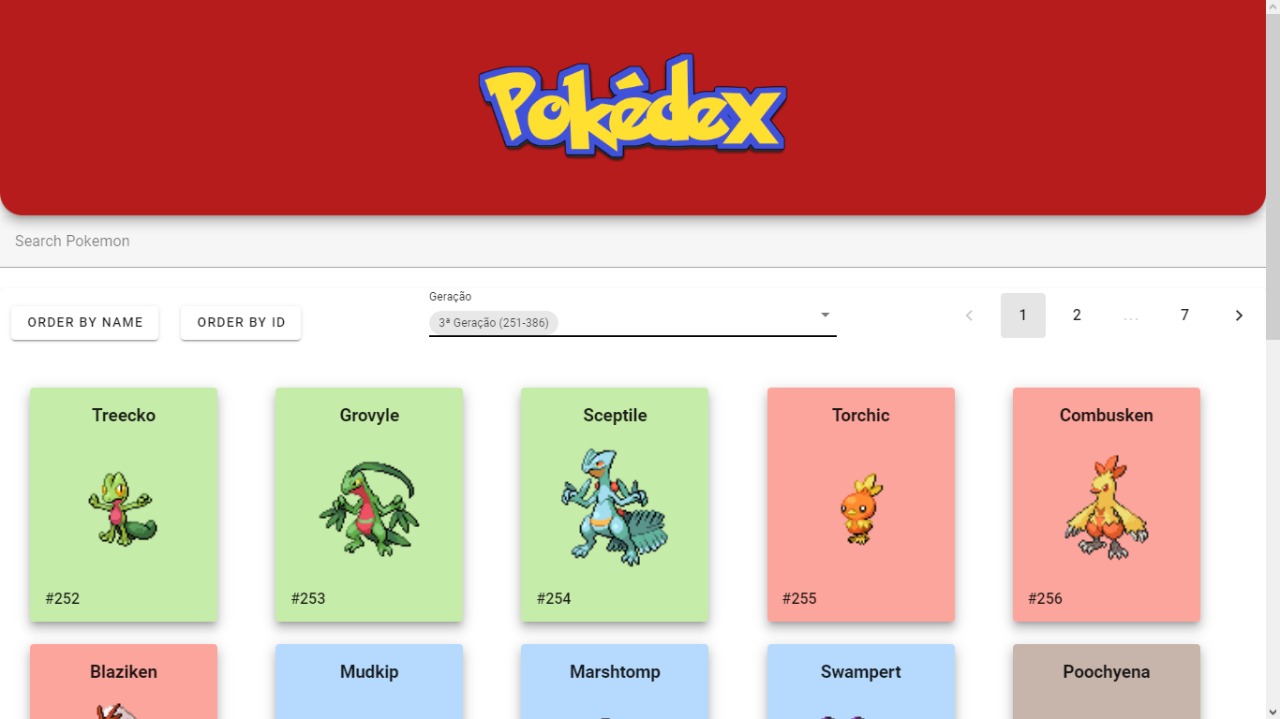 Pokédex
Search Pokemon
ORDER BY NAME
ORDER BY ID
Geração
3ª Geração (251-386)
1
2
...
7
Treecko
Grovyle
Sceptile
Torchic
Combusken
#252
#253
#254
#255
#256
Blaziken
Mudkip
Marshtomp
Swampert
Poochyena